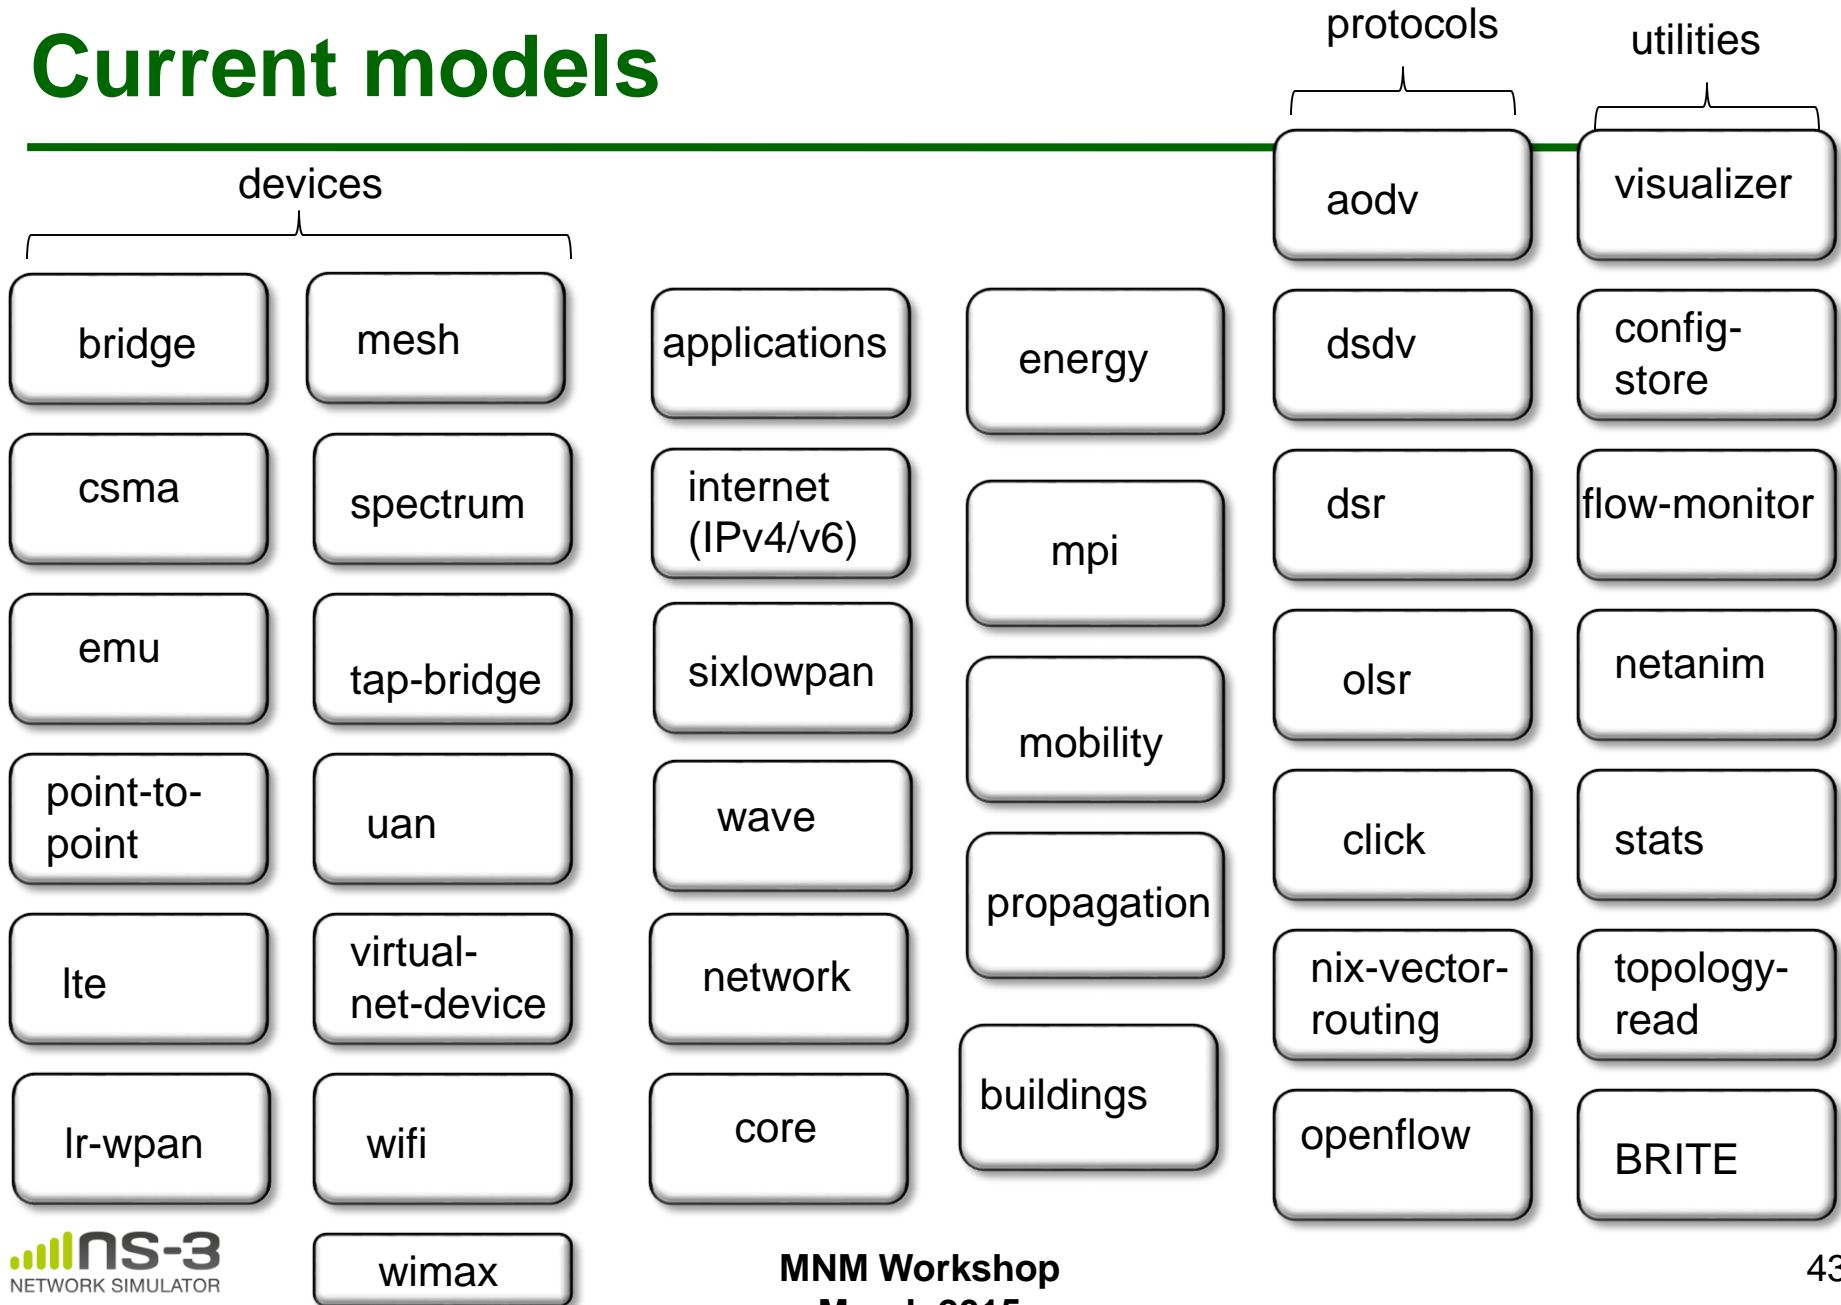 Current models
protocols
utilities
devices
bridge
csma
emu
point-to-
point
lte
lr-wpan
mesh
spectrum
tap-bridge
uan
virtual-
net-device
wifi
wimax
applications
internet
(IPv4/v6)
sixlowpan
wave
network
core
energy
mpi
mobility
propagation
buildings
aodv
dsdv
dsr
olsr
click
nix-vector-
routing
openflow
visualizer
config-
store
flow-monitor
netanim
stats
topology-
read
BRITE
ns-3
NETWORK SIMULATOR
MNM Workshop
March 2015
43